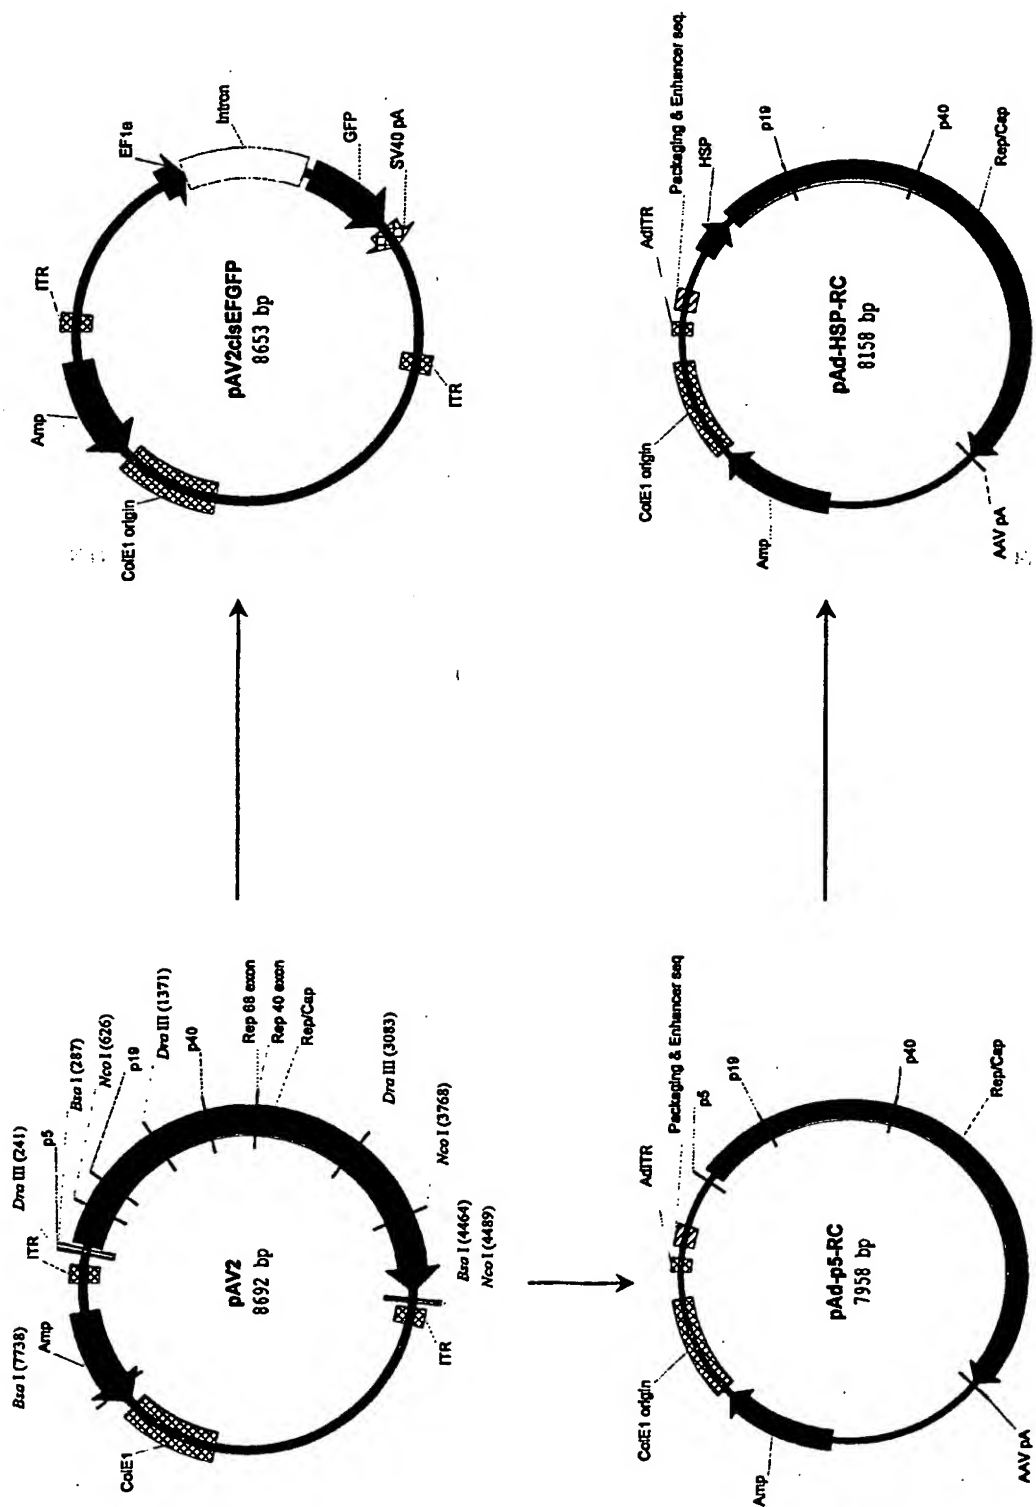 Bsa I (7738)
Amp
ITR
Dra III (241)
p5
Bsa I (287)
Nco I (626)
p19
Dra III (1371)
p40
Rep 68 exon
Rep 40 exon
Rep/Cap
Dra III (3083)
Nco I (3768)
Bsa I (4464)
Nco I (4489)
ITR
ColE1
pAV2
8692 bp
Amp
ITR
EF1a
Intron
GFP
SV40 pA
ITR
ColE1 origin
pAV2cisEFGFP
8653 bp
ColE1 origin
AdITR
Packaging & Enhancer seq
p5
p19
p40
Rep/Cap
AAV pA
Amp
pAd-p5-RC
7958 bp
ColE1 origin
AdITR
Packaging & Enhancer seq.
HSP
p19
p40
Rep/Cap
AAV pA
Amp
pAd-HSP-RC
8158 bp